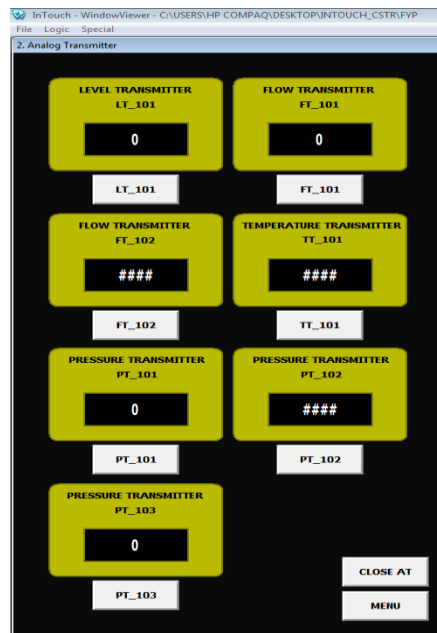 InTouch - WindowViewer - C:\USERS\HP COMPAQ\DESKTOP\INTOUCH_CSTR\FYP
File Logic Special
2. Analog Transmitter
LEVEL TRANSMITTER
LT_101
0
LT_101
FLOW TRANSMITTER
FT_101
0
FT_101
FLOW TRANSMITTER
FT_102
####
FT_102
TEMPERATURE TRANSMITTER
TT_101
####
TT_101
PRESSURE TRANSMITTER
PT_101
0
PT_101
PRESSURE TRANSMITTER
PT_102
####
PT_102
PRESSURE TRANSMITTER
PT_103
0
PT_103
CLOSE AT
MENU